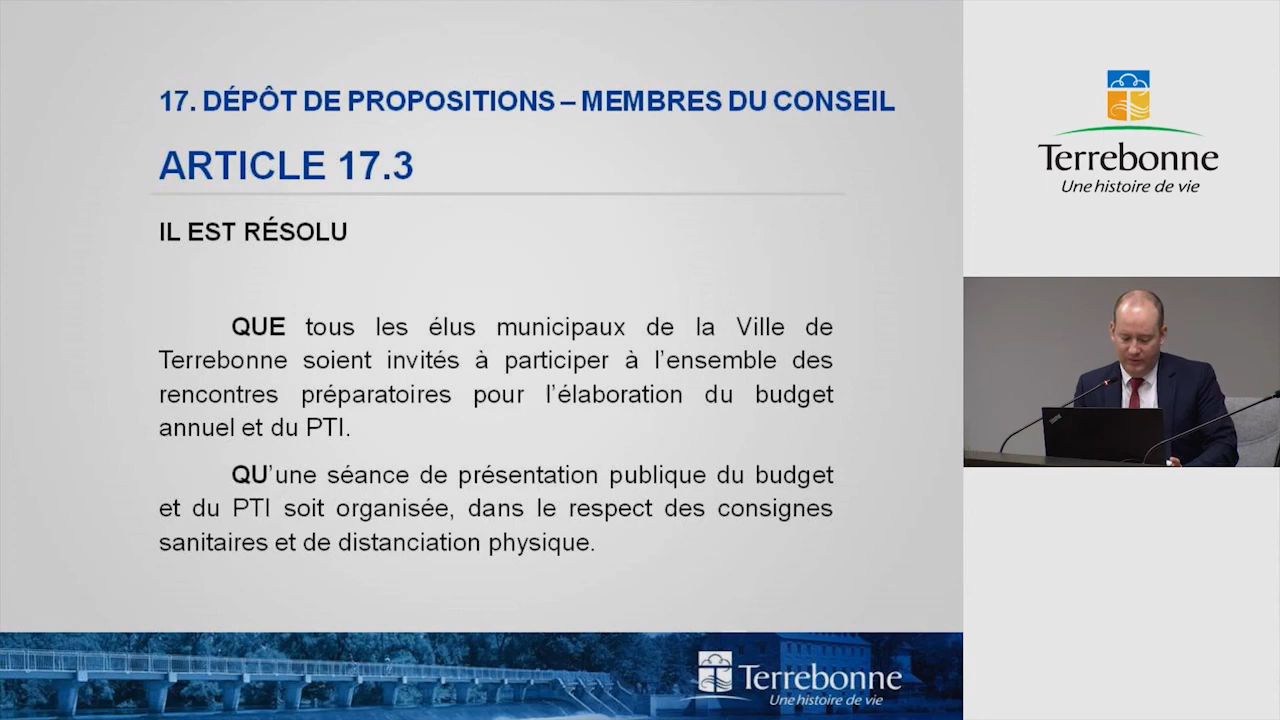 17. DÉPÔT DE PROPOSITIONS – MEMBRES DU CONSEIL
ARTICLE 17.3
IL EST RÉSOLU
QUE tous les élus municipaux de la Ville de
Terrebonne soient invités à participer à l’ensemble des
rencontres préparatoires pour l’élaboration du budget
annuel et du PTI.
QU’une séance de présentation publique du budget
et du PTI soit organisée, dans le respect des consignes
sanitaires et de distanciation physique.
Terrebonne
Une histoire de vie
Terrebonne
Une histoire de vie